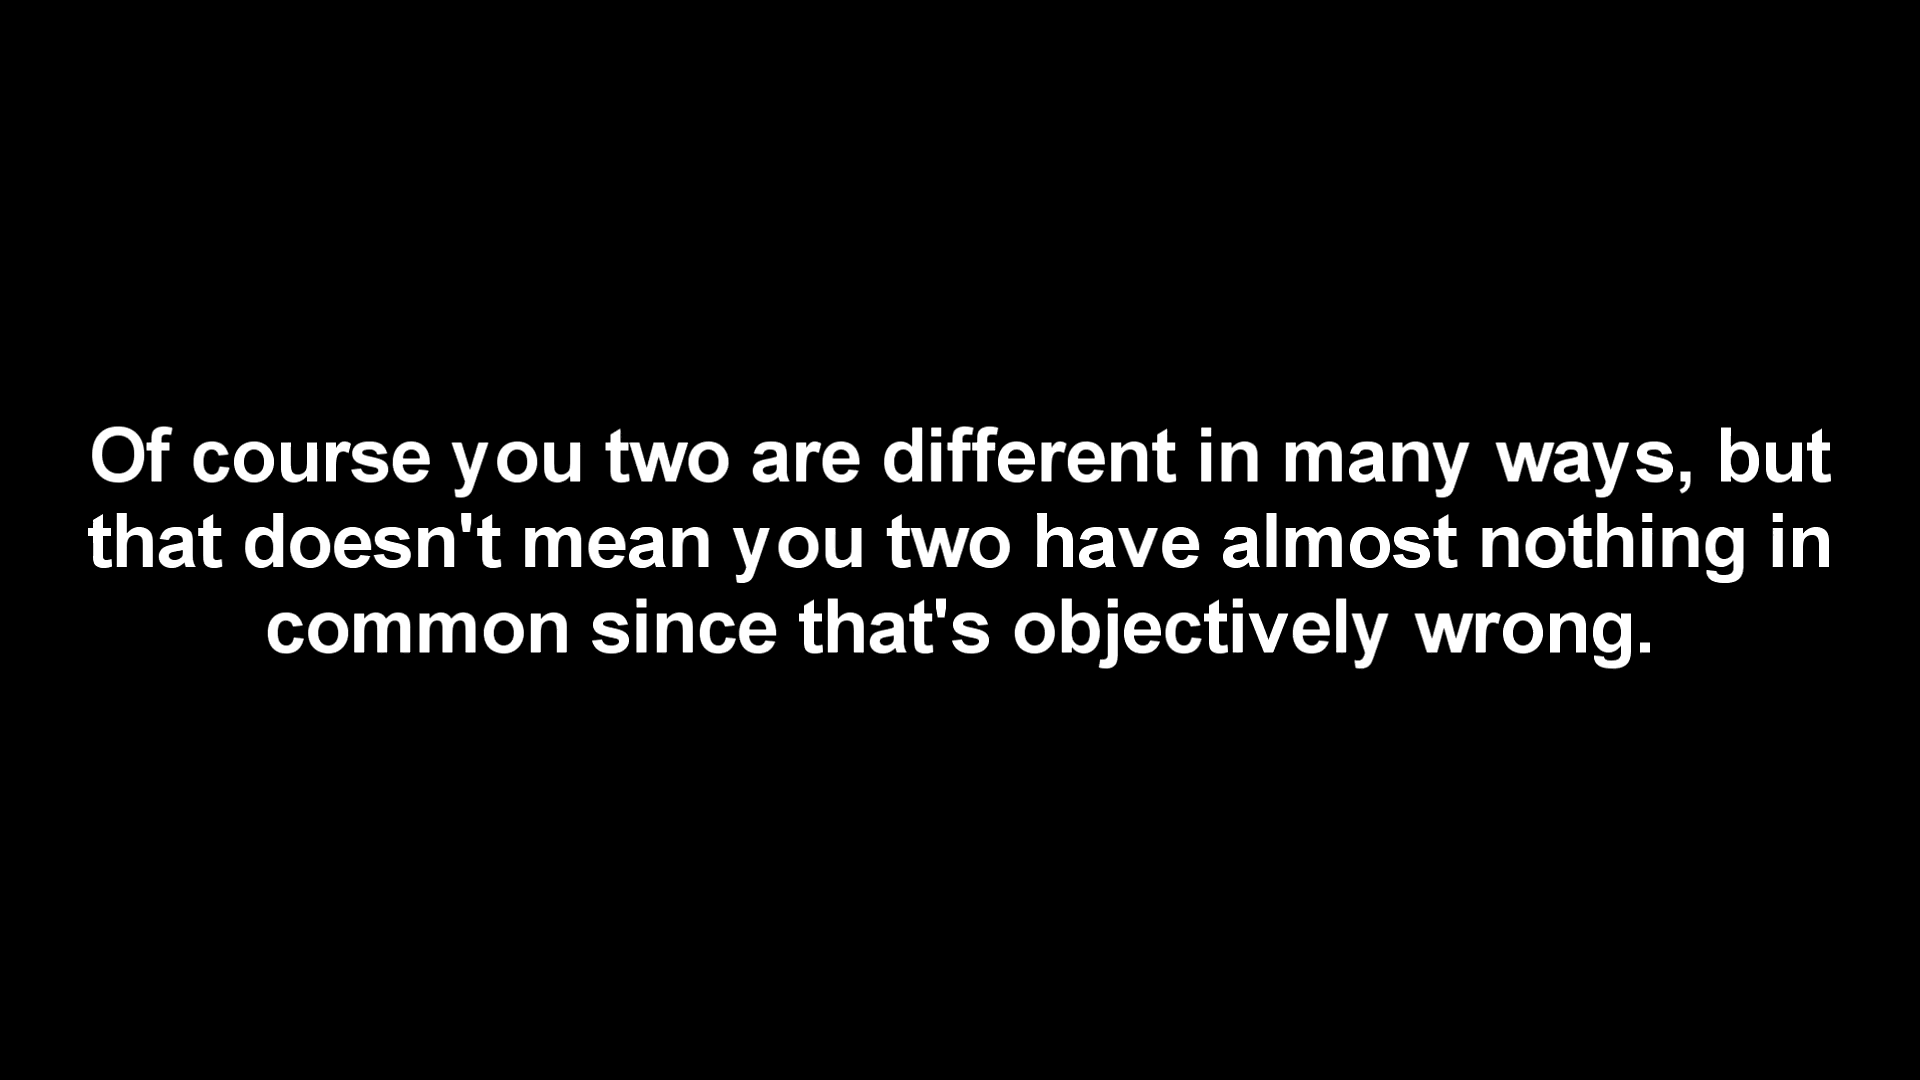 Of course you two are different in many ways, but
that doesn't mean you two have almost nothing in
common since that's objectively wrong.